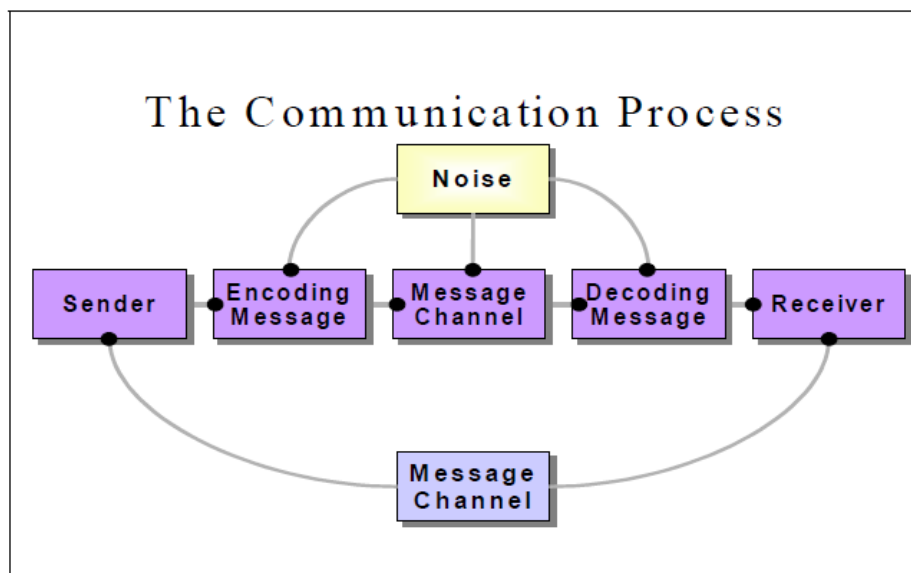 The Communication Process
Noise
Sender
Encoding
Message
Message
Channel
Decoding
Message
Receiver
Message
Channel